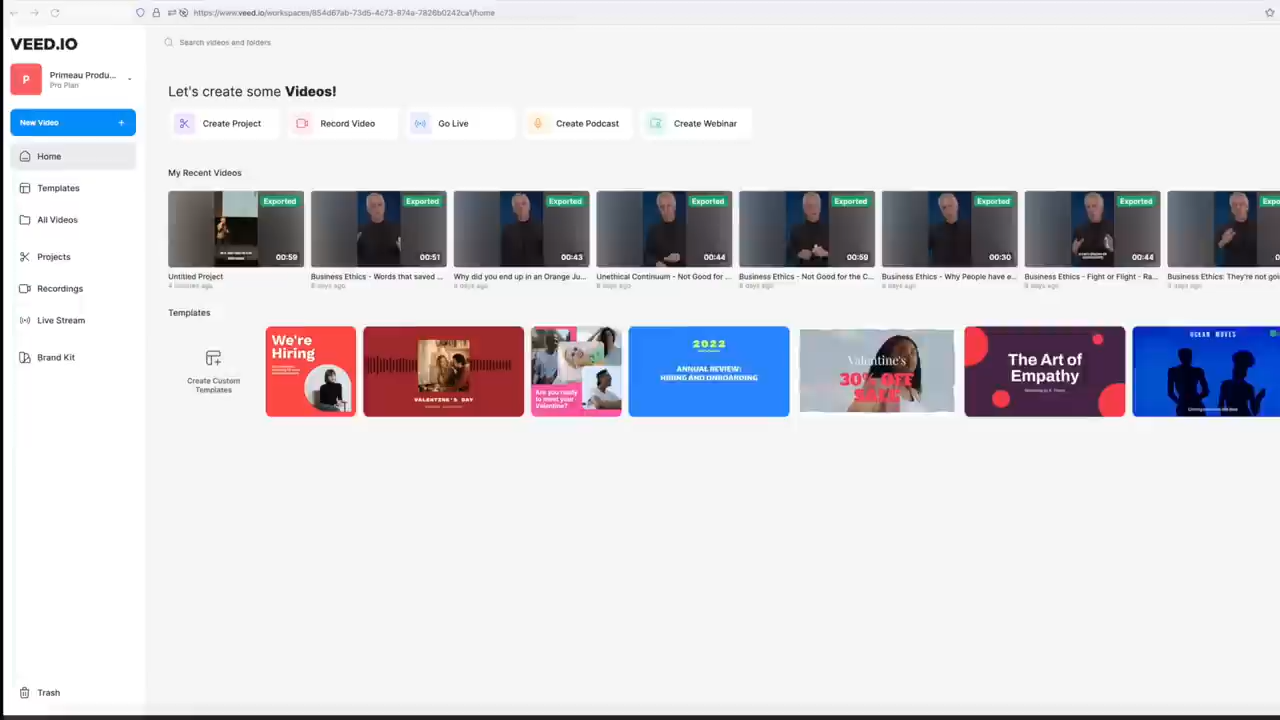 https://www.veed.io/workspaces/854d67ab-73d5-4c73-874a-7826b0242ca1/home
VEED.IO
Search videos and folders
P
Primeau Produ...
Pro Plan
Let's create some Videos!
New Video +
Create Project
Record Video
Go Live
Create Podcast
Create Webinar
Home
My Recent Videos
Templates
Exported
Exported
Exported
Exported
Exported
Exported
Exported
All Videos
Projects
00:59
00:51
00:43
00:44
00:59
00:30
00:44
Untitled Project
Business Ethics - Words that saved ...
Why did you end up in an Orange Ju...
Unethical Continuum - Not Good for ...
Business Ethics - Not Good for the C...
Business Ethics - Why People have e...
Business Ethics - Fight or Flight - Ra...
Business Ethics: They're not goi
4 minutes ago
Recordings
Templates
Live Stream
Brand Kit
Create Custom
Templates
We're
Hiring
VALENTINE'S DAY
Are you ready
to meet your
Valentine?
2022
ANNUAL REVIEW:
HIRING AND ONBOARDING
Valentine's
30% OFF
SALE
The Art of
Empathy
OCEAN MOVES
Trash